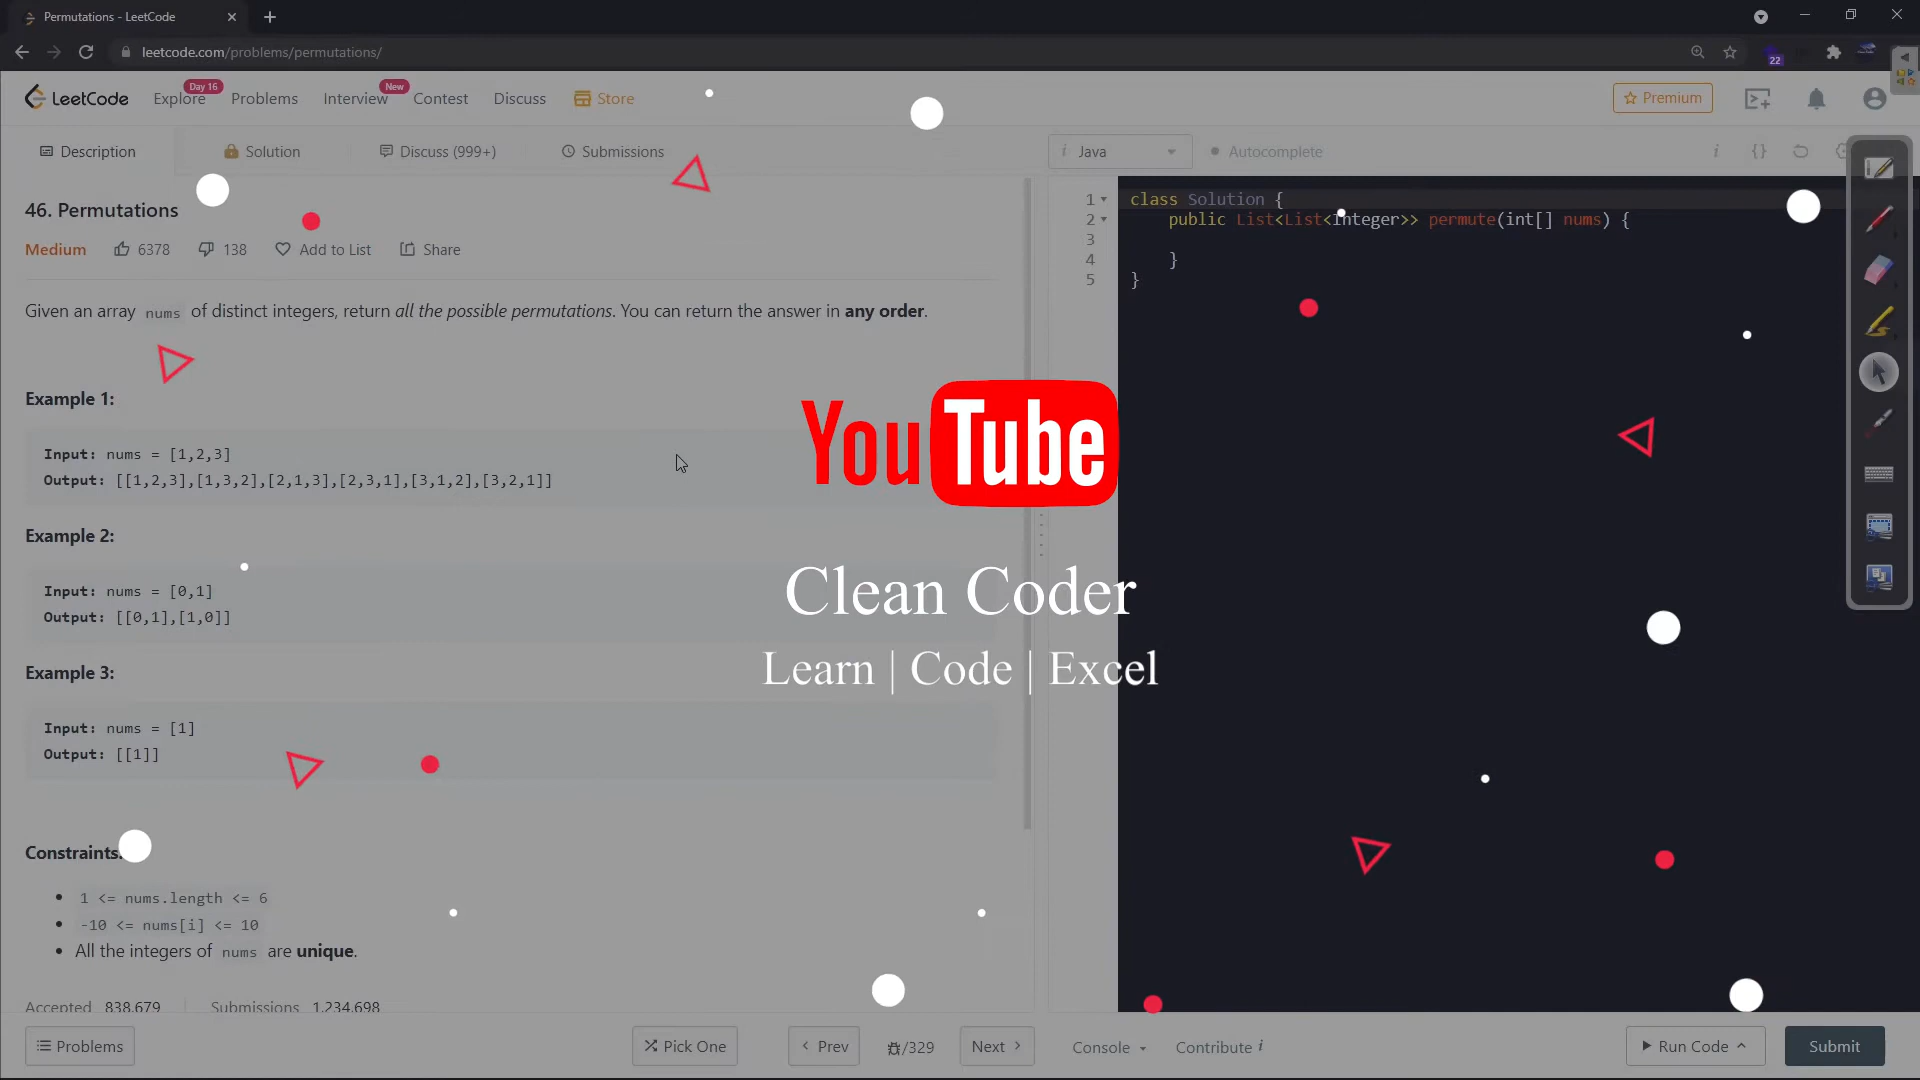 Permutations - LeetCode
leetcode.com/problems/permutations/
22
LeetCode
Explore
Day 16
Problems
Interview
New
Contest
Discuss
Store
Premium
Description
Solution
Discuss (999+)
Submissions
i Java
Autocomplete
i
{}
46. Permutations
Medium
6378
138
Add to List
Share
Given an array nums of distinct integers, return all the possible permutations. You can return the answer in any order.
Example 1:
Input: nums = [1,2,3]
Output: [[1,2,3],[1,3,2],[2,1,3],[2,3,1],[3,1,2],[3,2,1]]
Example 2:
Input: nums = [0,1]
Output: [[0,1],[1,0]]
Example 3:
Input: nums = [1]
Output: [[1]]
Constraints:
1 <= nums.length <= 6
-10 <= nums[i] <= 10
All the integers of nums are unique.
Accepted 838,679
Submissions 1,234,698
1 class Solution {
2 public List<List<Integer>> permute(int[] nums) {
3
4 }
5 }
YouTube
Clean Coder
Learn | Code | Excel
Problems
Pick One
Prev
/329
Next
Console
Contribute i
Run Code
Submit